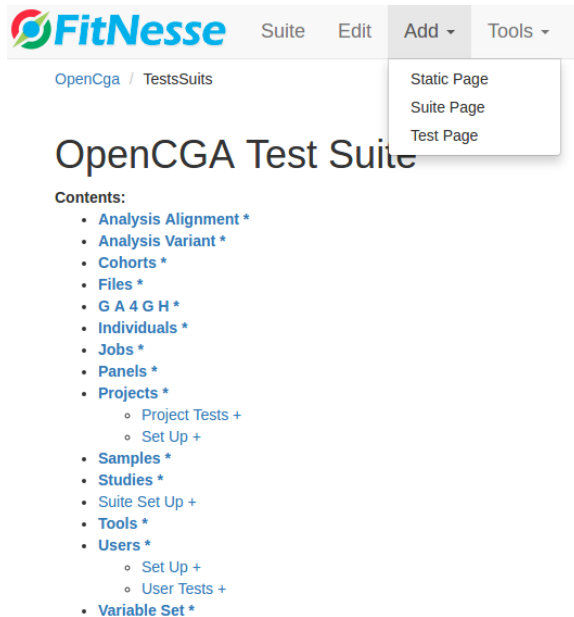 FitNesse Suite Edit Add Tools
OpenCga / TestsSuits
Static Page
Suite Page
Test Page
OpenCGA Test Suite
Contents:
• Analysis Alignment *
• Analysis Variant *
• Cohorts *
• Files *
• G A 4 G H *
• Individuals *
• Jobs *
• Panels *
• Projects *
◦ Project Tests +
◦ Set Up +
• Samples *
• Studies *
• Suite Set Up +
• Tools *
• Users *
◦ Set Up +
◦ User Tests +
• Variable Set *